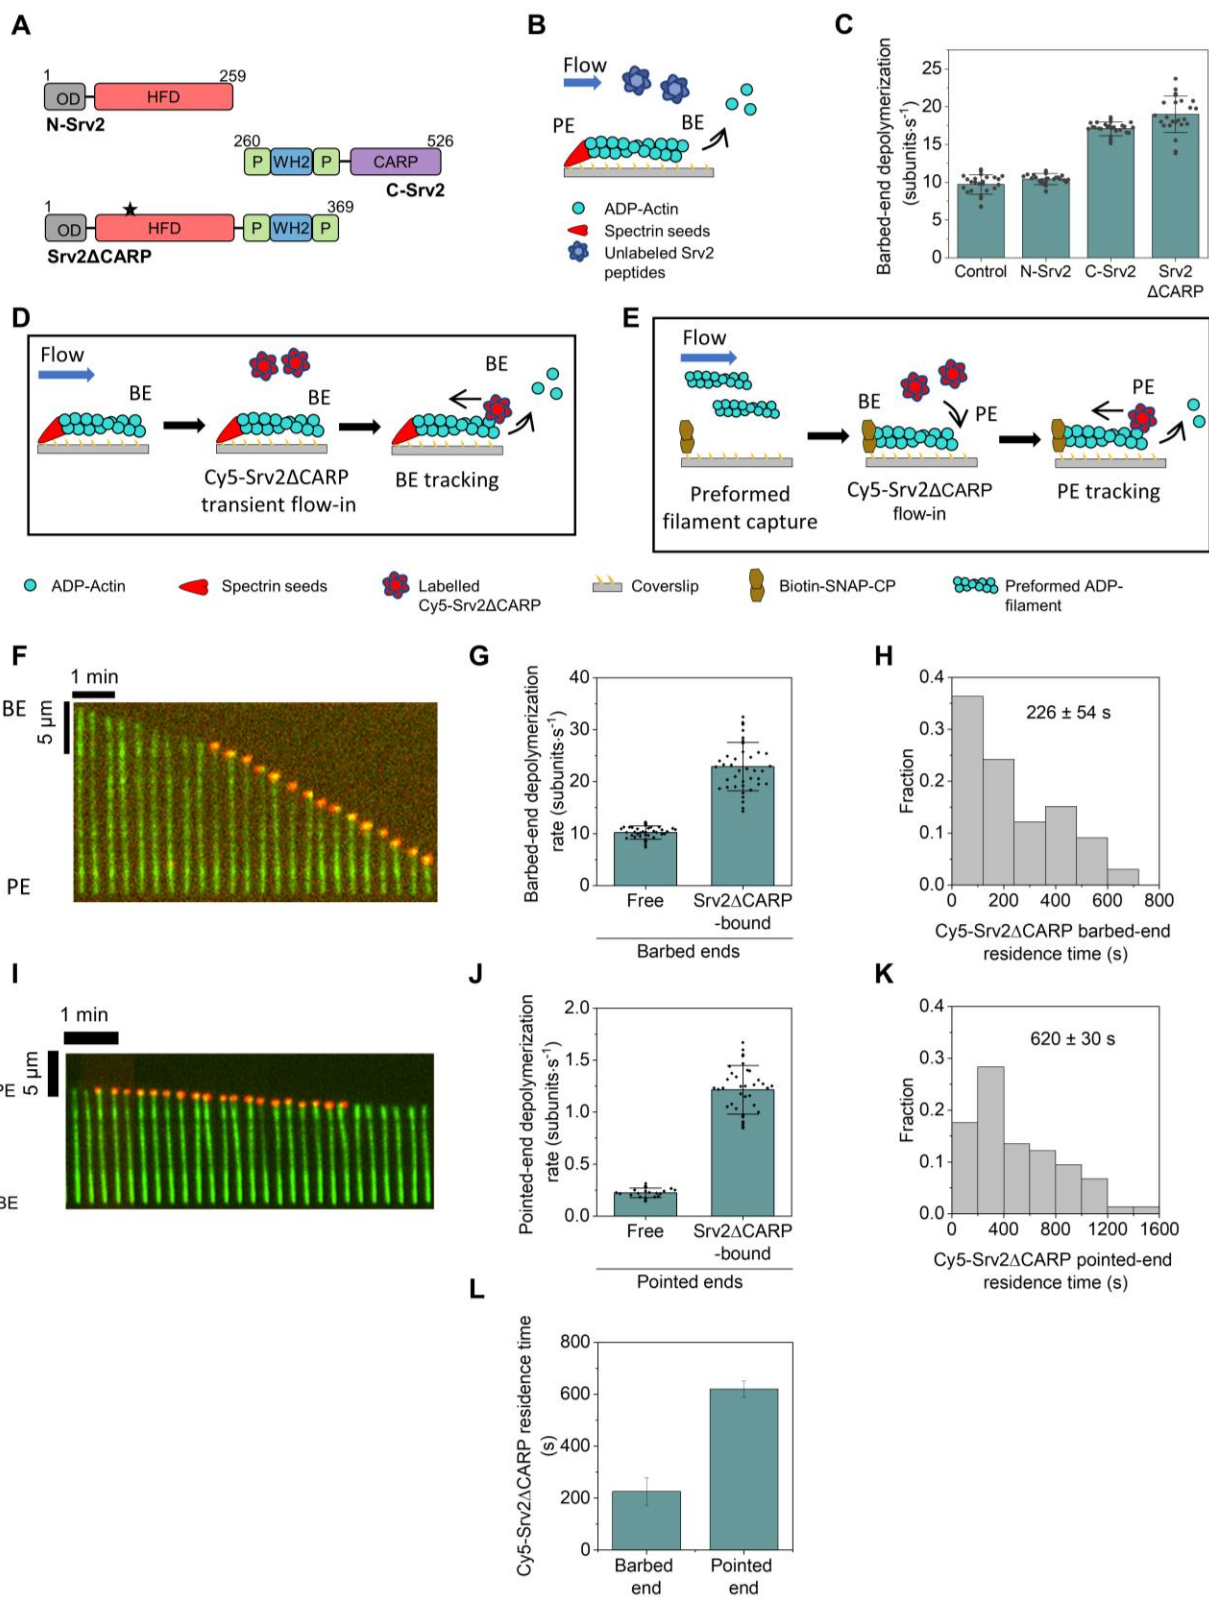 A
1
259
OD
HFD
N-Srv2
260
526
P
WH2
P
CARP
C-Srv2
1
★
369
OD
HFD
P
WH2
P
Srv2ΔCARP
B
Flow
PE
BE
ADP-Actin
Spectrin seeds
Unlabeled Srv2
peptides
C
Barbed-end depolymerization
(subunits·s⁻¹)
25
20
15
10
5
0
Control
N-Srv2
C-Srv2
Srv2
ΔCARP
D
Flow
BE
BE
BE
Cy5-Srv2ΔCARP
transient flow-in
BE tracking
E
Flow
BE
PE
PE
Preformed
filament capture
Cy5-Srv2ΔCARP
flow-in
PE tracking
ADP-Actin
Spectrin seeds
Labelled
Cy5-Srv2ΔCARP
Coverslip
Biotin-SNAP-CP
Preformed ADP-
filament
F
1 min
5 μm
BE
PE
G
Barbed-end depolymerization
rate (subunits·s⁻¹)
40
30
20
10
0
Free
Srv2ΔCARP
-bound
Barbed ends
H
Fraction
0.4
0.3
0.2
0.1
0.0
226 ± 54 s
0
200
400
600
800
Cy5-Srv2ΔCARP barbed-end
residence time (s)
I
1 min
5 μm
PE
BE
J
Pointed-end depolymerization
rate (subunits·s⁻¹)
2.0
1.5
1.0
0.5
0.0
Free
Srv2ΔCARP
-bound
Pointed ends
K
Fraction
0.4
0.3
0.2
0.1
0.0
620 ± 30 s
0
400
800
1200
1600
Cy5-Srv2ΔCARP pointed-end
residence time (s)
L
Cy5-Srv2ΔCARP residence time
(s)
800
600
400
200
0
Barbed
end
Pointed
end